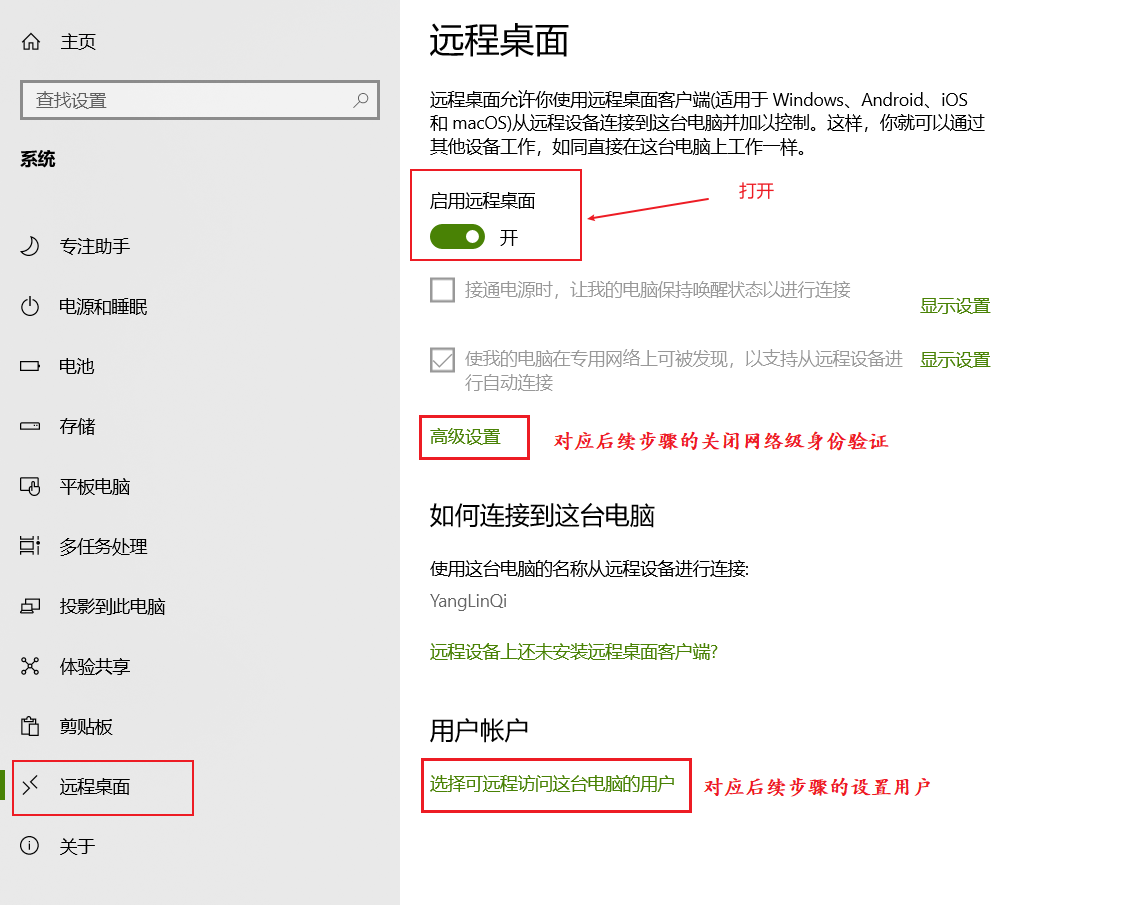 主页
查找设置
系统
专注助手
电源和睡眠
电池
存储
平板电脑
多任务处理
投影到此电脑
体验共享
剪贴板
远程桌面
关于
远程桌面
远程桌面允许你使用远程桌面客户端(适用于 Windows、Android、iOS
和 macOS)从远程设备连接到这台电脑并加以控制。这样，你就可以通过
其他设备工作，如同直接在这台电脑上工作一样。
启用远程桌面
打开
开
接通电源时，让我的电脑保持唤醒状态以进行连接
显示设置
使我的电脑在专用网络上可被发现，以支持从远程设备进
行自动连接
显示设置
高级设置
对应后续步骤的关闭网络级身份验证
如何连接到这台电脑
使用这台电脑的名称从远程设备进行连接:
YangLinQi
远程设备上还未安装远程桌面客户端?
用户帐户
选择可远程访问这台电脑的用户
对应后续步骤的设置用户